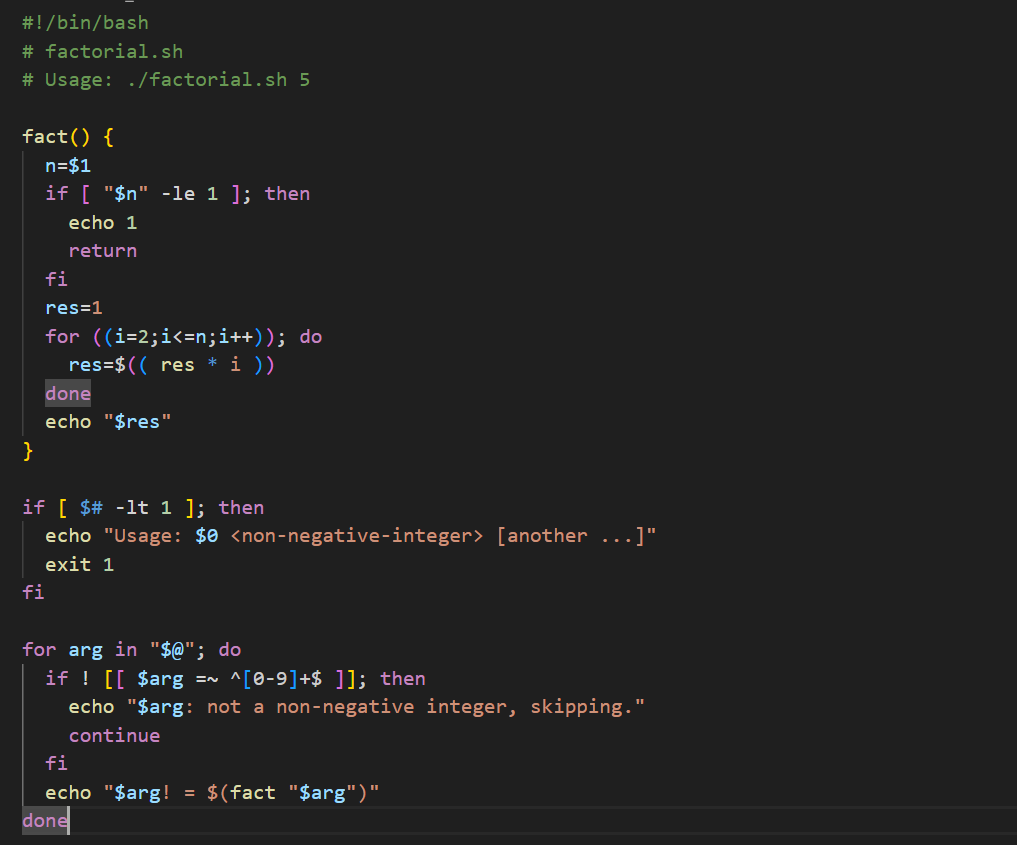 #!/bin/bash
# factorial.sh
# Usage: ./factorial.sh 5
fact() {
  n=$1
  if [ "$n" -le 1 ]; then
    echo 1
    return
  fi
  res=1
  for ((i=2;i<=n;i++)); do
    res=$(( res * i ))
  done
  echo "$res"
}
if [ $# -lt 1 ]; then
  echo "Usage: $0 <non-negative-integer> [another ...]"
  exit 1
fi
for arg in "$@"; do
  if ! [[ $arg =~ ^[0-9]+$ ]]; then
    echo "$arg: not a non-negative integer, skipping."
    continue
  fi
  echo "$arg! = $(fact "$arg")"
done